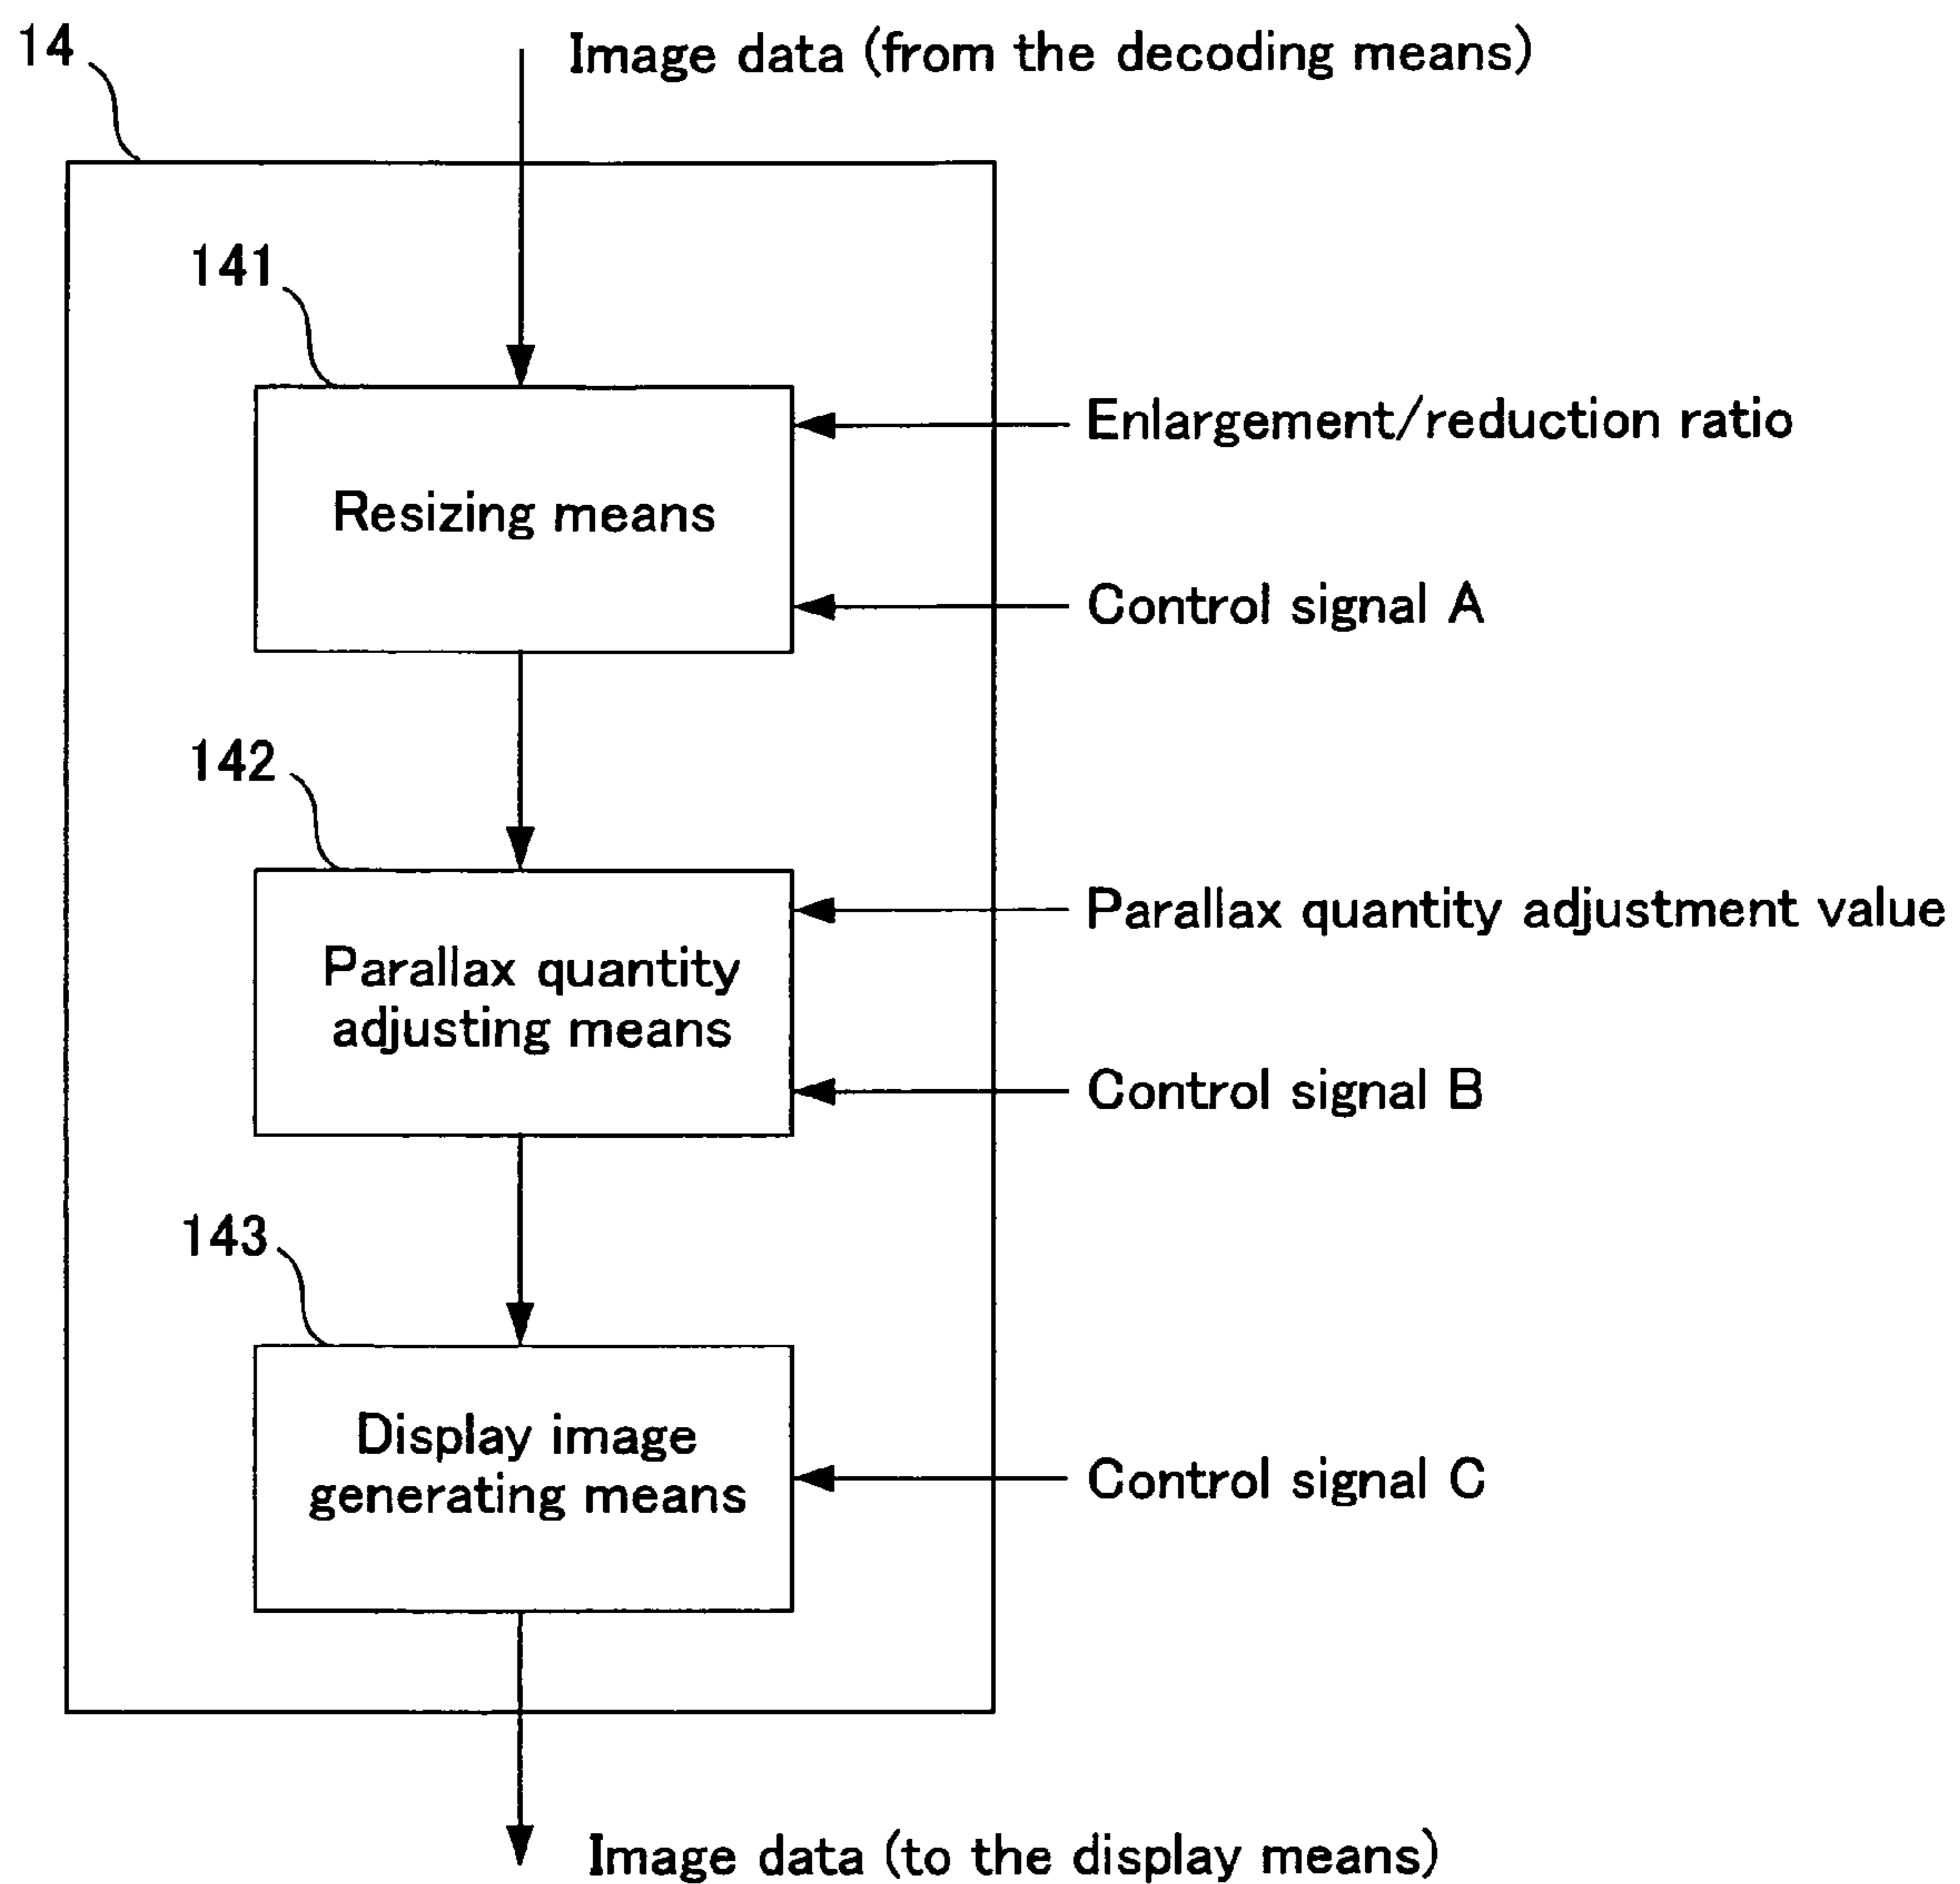 14
Image data (from the decoding means)
141
Enlargement/reduction ratio
Resizing means
Control signal A
142
Parallax quantity adjustment value
Parallax quantity
adjusting means
Control signal B
143
Display image
generating means
Control signal C
Image data (to the display means)